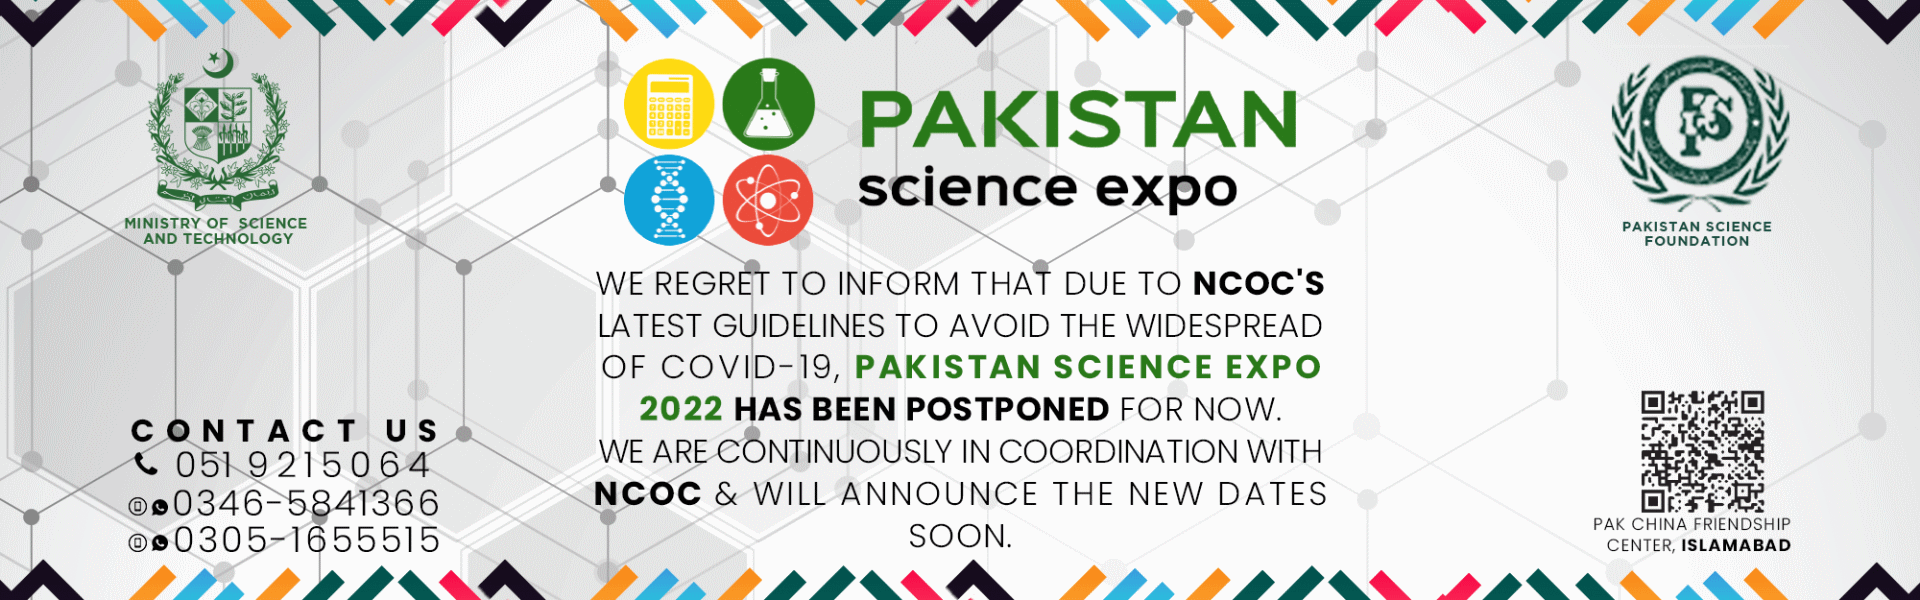 MINISTRY OF SCIENCE
AND TECHNOLOGY
PAKISTAN
science expo
PAKISTAN SCIENCE
FOUNDATION
WE REGRET TO INFORM THAT DUE TO NCOC'S
LATEST GUIDELINES TO AVOID THE WIDESPREAD
OF COVID-19, PAKISTAN SCIENCE EXPO
2022 HAS BEEN POSTPONED FOR NOW.
WE ARE CONTINUOUSLY IN COORDINATION WITH
NCOC & WILL ANNOUNCE THE NEW DATES
SOON.
CONTACT US
051 9215064
0346-5841366
0305-1655515
PAK CHINA FRIENDSHIP
CENTER, ISLAMABAD